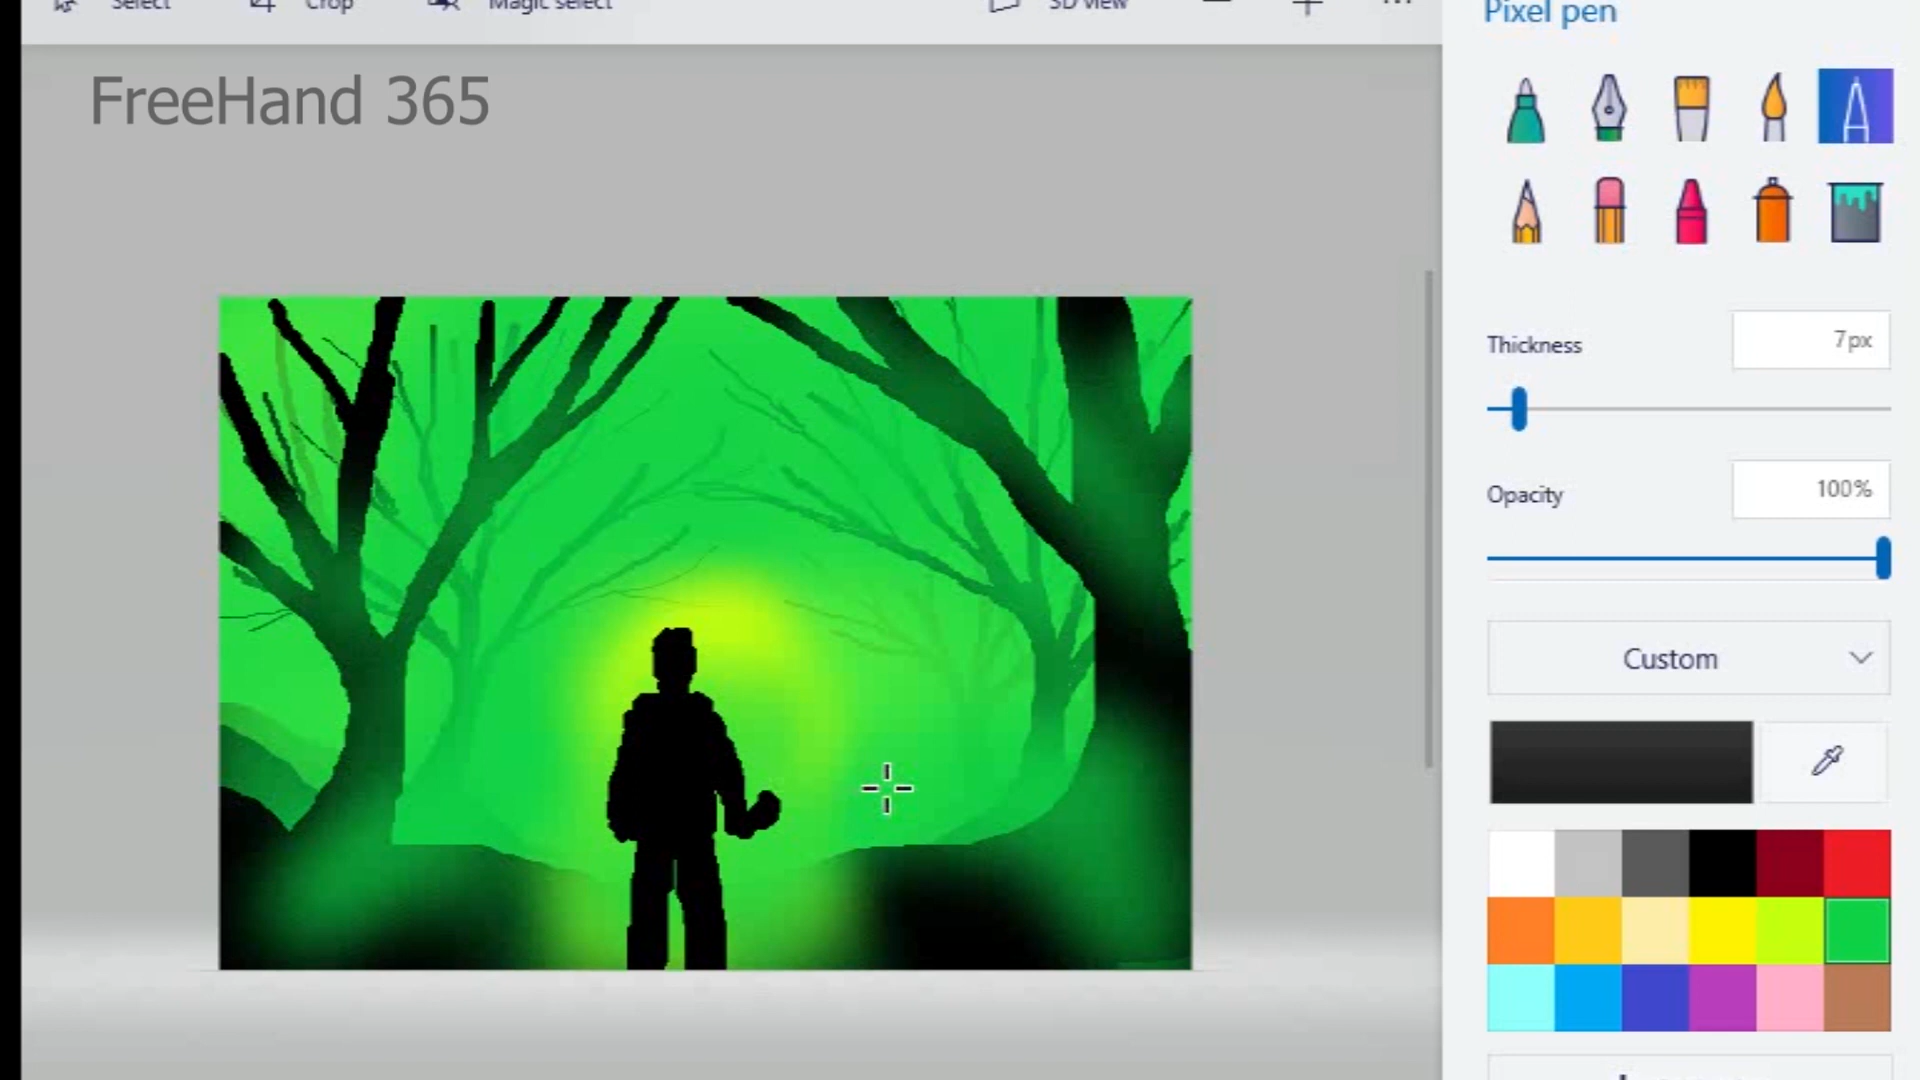 Select Crop Magic select 3D view
Pixel pen
FreeHand 365
Thickness 7px
Opacity 100%
Custom